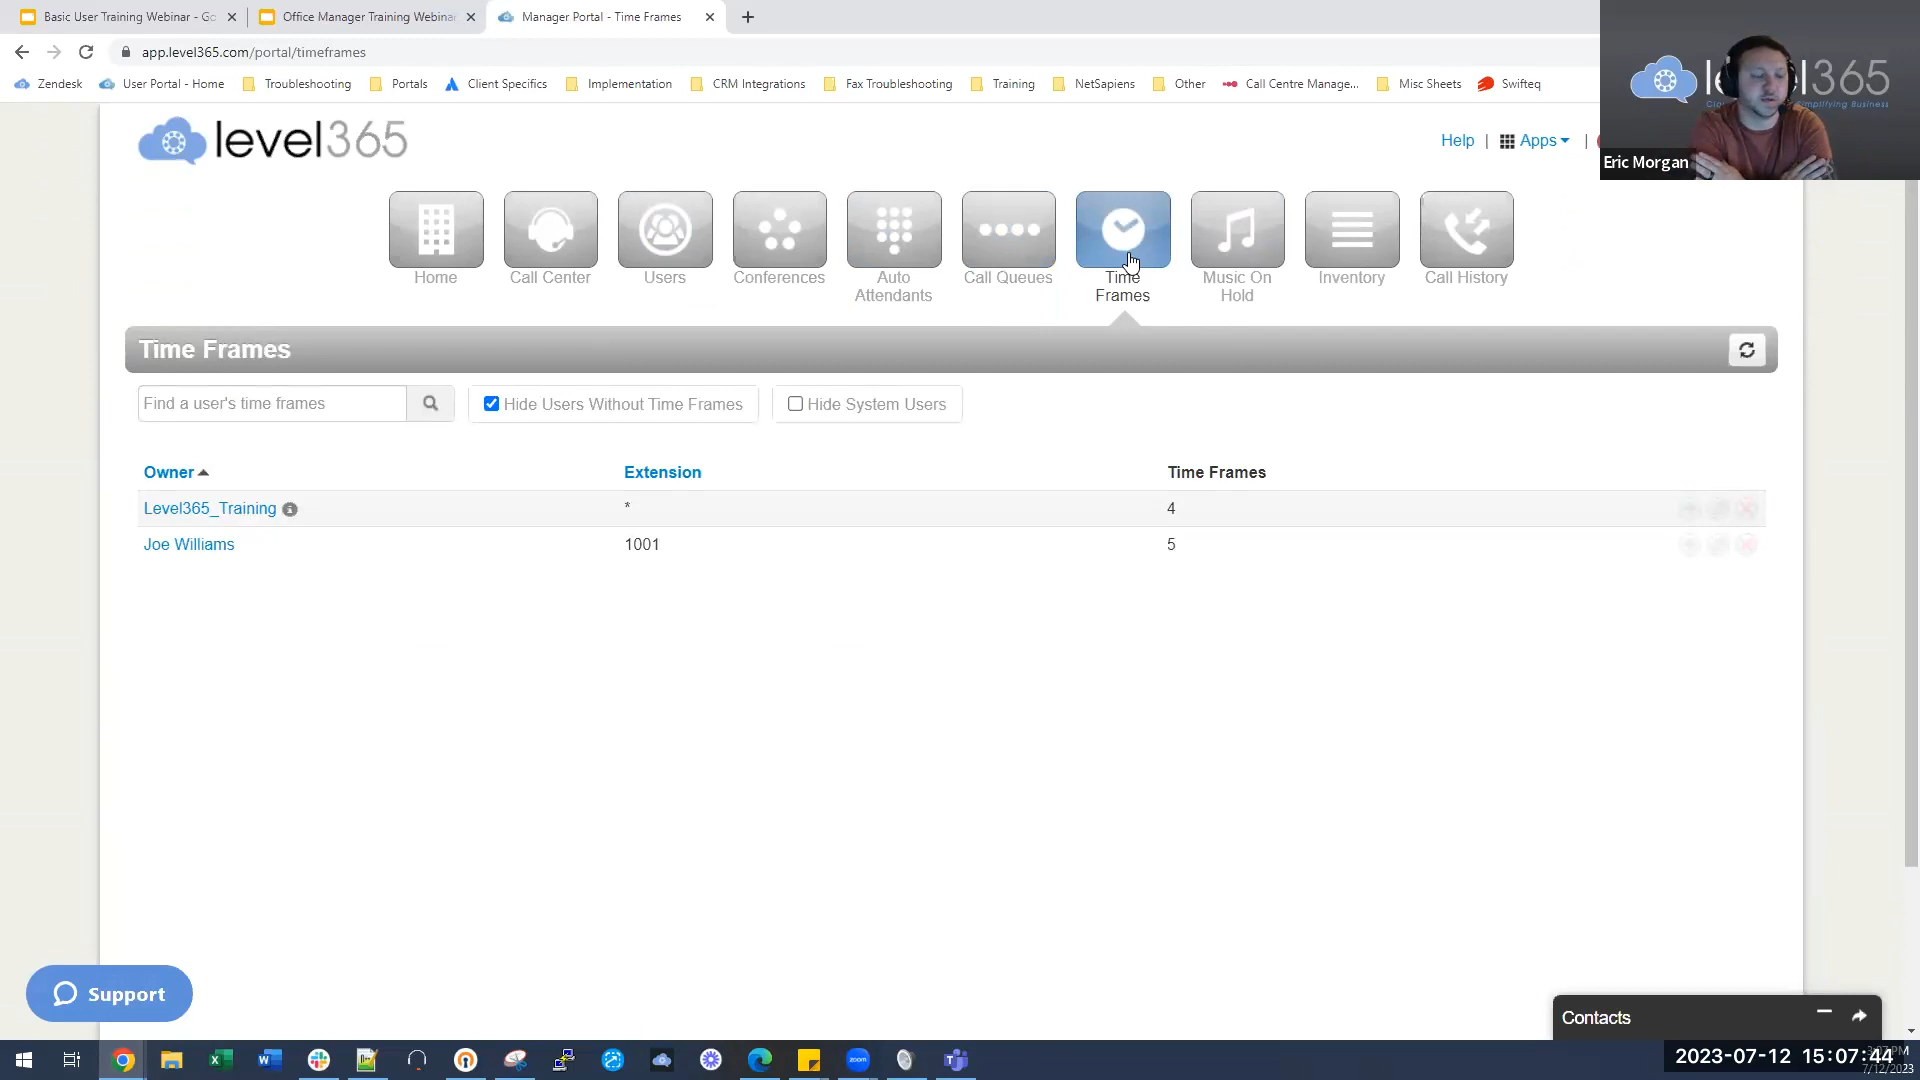 Basic User Training Webinar - Go
Office Manager Training Webinar
Manager Portal - Time Frames
app.level365.com/portal/timeframes
Zendesk
User Portal - Home
Troubleshooting
Portals
Client Specifics
Implementation
CRM Integrations
Fax Troubleshooting
Training
NetSapiens
Other
Call Centre Manage...
Misc Sheets
Swifteq
level365
Help | Apps |
Eric Morgan
Home
Call Center
Users
Conferences
Auto
Attendants
Call Queues
Time
Frames
Music On
Hold
Inventory
Call History
Time Frames
Find a user's time frames
Hide Users Without Time Frames
Hide System Users
Owner Extension Time Frames
Level365_Training * 4
Joe Williams 1001 5
Support
Contacts
2023-07-12 15:07:44
7/12/2023